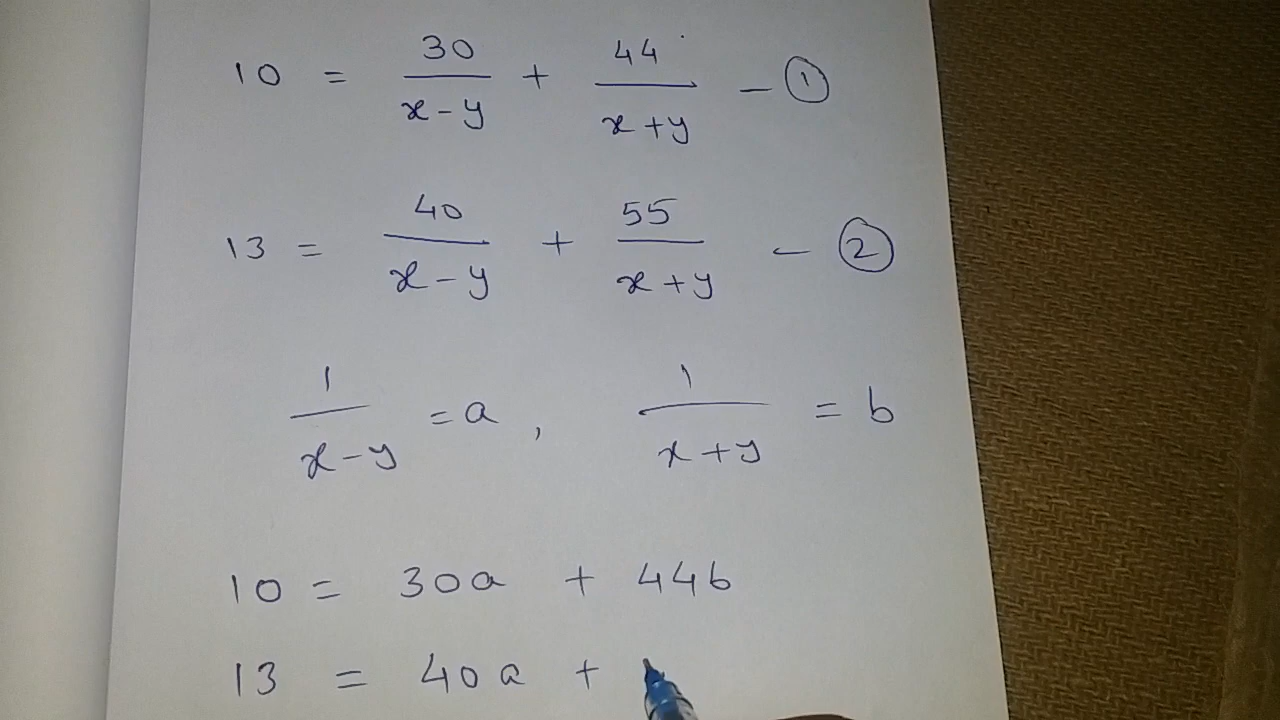 10 = 30/(x-y) + 44/(x+y) - ①
13 = 40/(x-y) + 55/(x+y) - ②
1/(x-y) = a , 1/(x+y) = b
10 = 30a + 44b
13 = 40a +